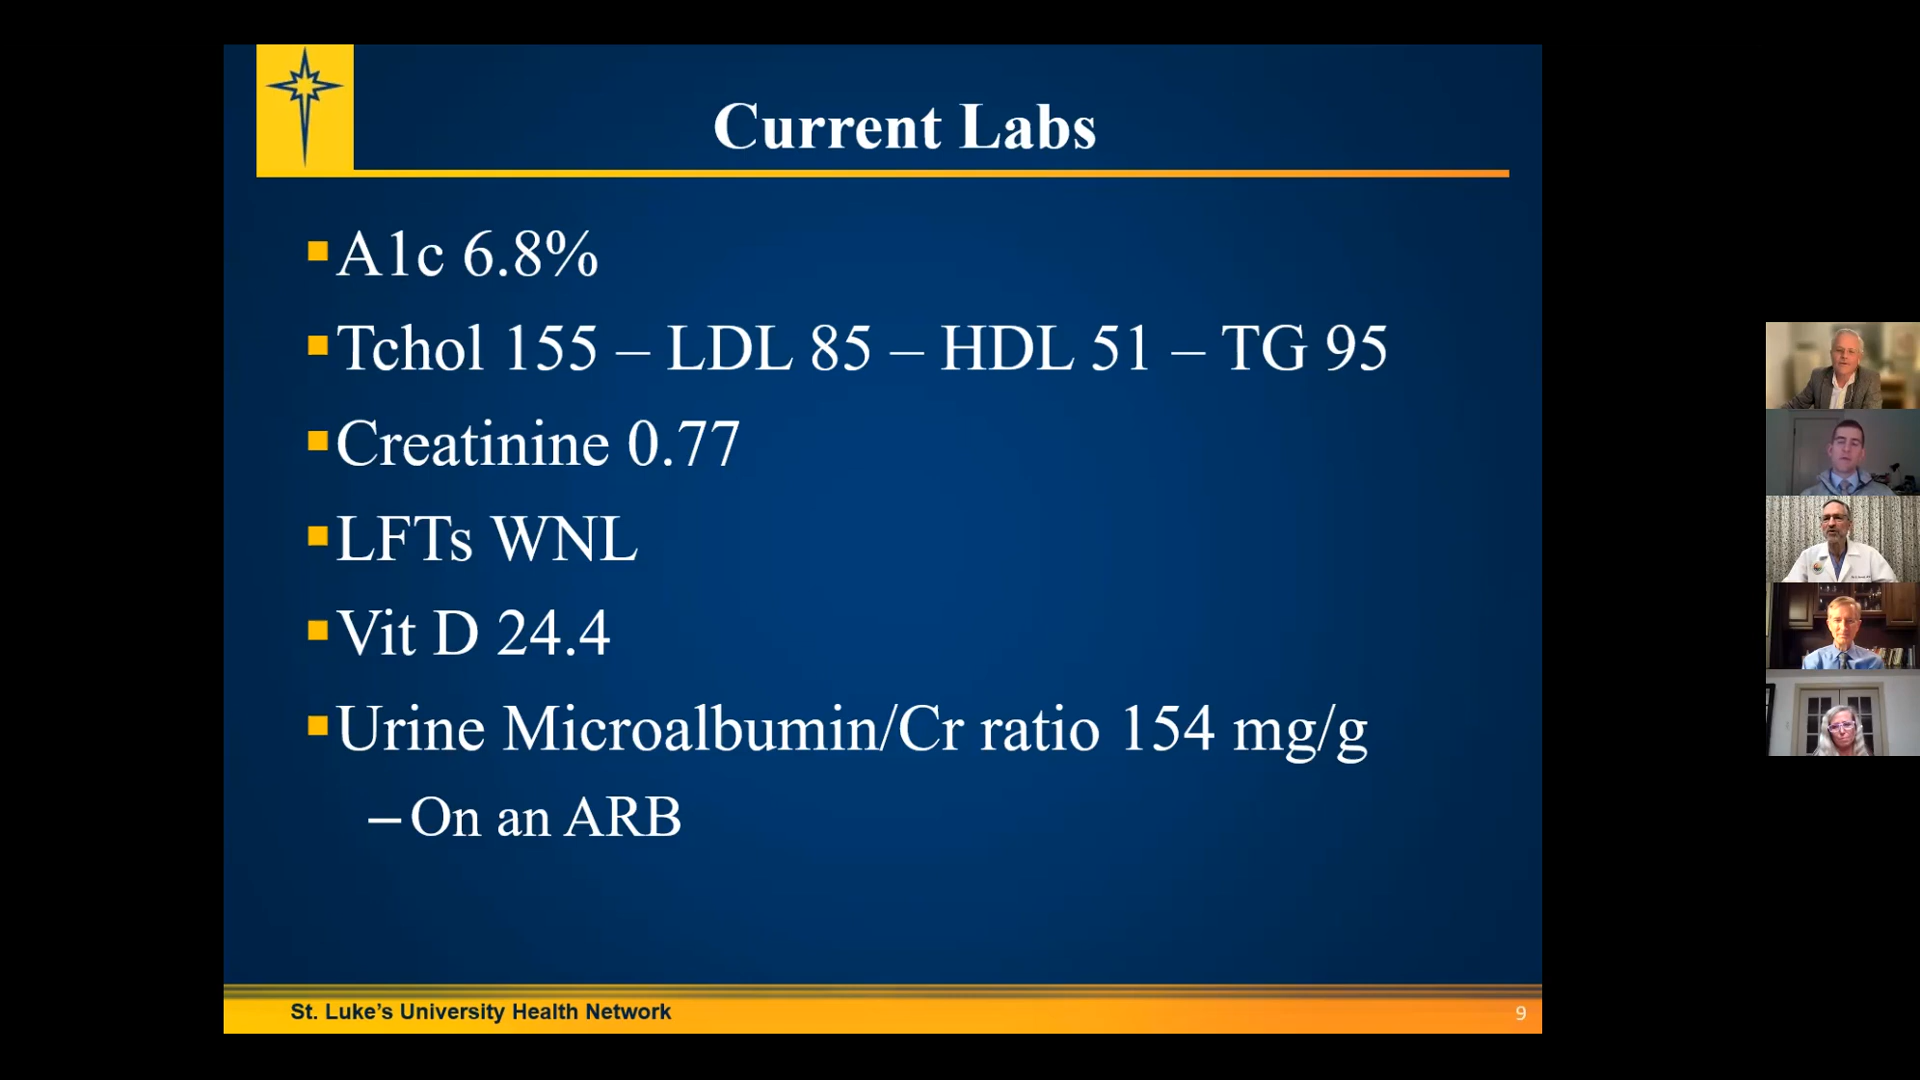 Current Labs
A1c 6.8%
Tchol 155 – LDL 85 – HDL 51 – TG 95
Creatinine 0.77
LFTs WNL
Vit D 24.4
Urine Microalbumin/Cr ratio 154 mg/g
– On an ARB
St. Luke's University Health Network
9